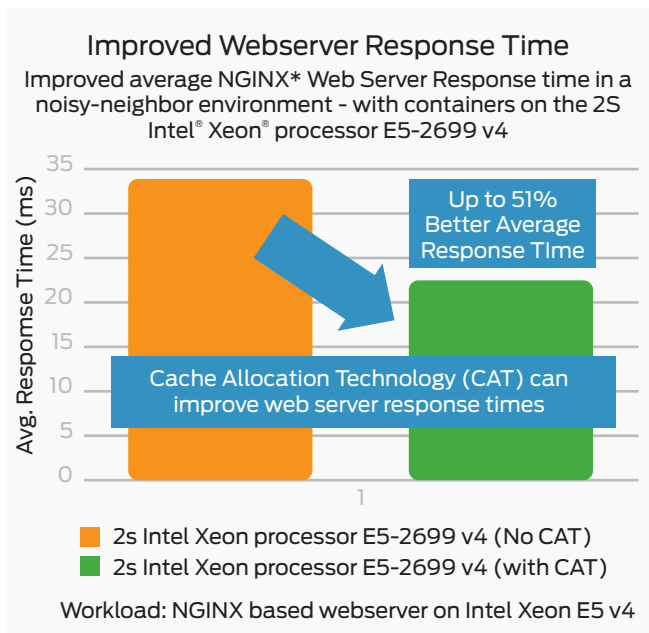 Improved Webserver Response Time
Improved average NGINX* Web Server Response time in a
noisy-neighbor environment - with containers on the 2S
Intel® Xeon® processor E5-2699 v4
Avg. Respomse Time (ms)
35
30
25
20
15
10
5
0
Up to 51%
Better Average
Response TIme
Cache Allocation Technology (CAT) can
improve web server response times
1
2s Intel Xeon processor E5-2699 v4 (No CAT)
2s Intel Xeon processor E5-2699 v4 (with CAT)
Workload: NGINX based webserver on Intel Xeon E5 v4